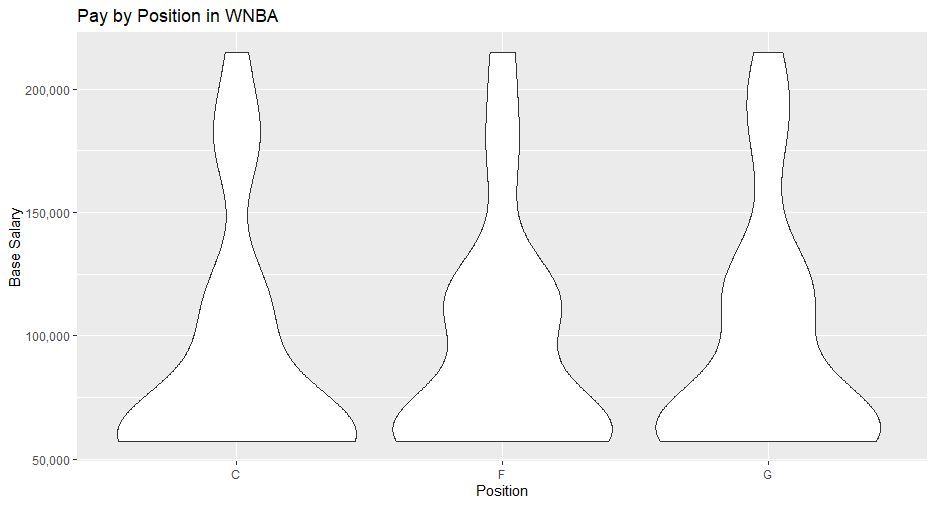 Pay by Position in WNBA
Base Salary
200,000
150,000
100,000
50,000
C
F
G
Position